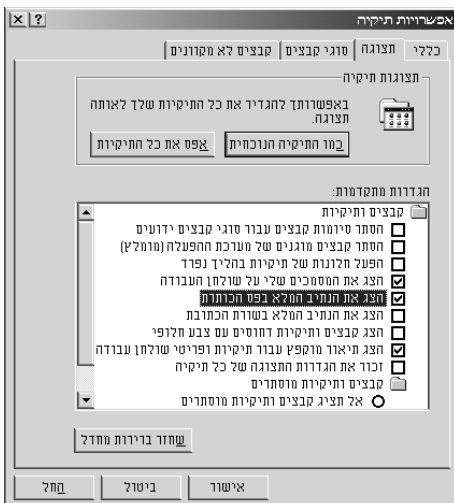 אפשרויות תיקיה
כללי תצוגה סוגי קבצים קבצים לא מקוונים
תצוגות תיקיה
באפשרותך להגדיר את כל התיקיות שלך לאותה
תצוגה.
כמו התיקיה הנוכחית אפס את כל התיקיות
הגדרות מתקדמות:
קבצים ותיקיות
הסתר סיומות קבצים עבור סוגי קבצים ידועים
הסתר קבצים מוגנים של מערכת ההפעלה (מומלץ)
הפעל חלונות של תיקיות בהליך נפרד
הצג את המסמכים שלי על שולחן העבודה
הצג את הנתיב המלא בפס הכותרת
הצג את הנתיב המלא בשורת הכתובת
הצג קבצים ותיקיות דחוסים עם צבע חלופי
הצג תיאור מוקפץ עבור תיקיות ופריטי שולחן עבודה
זכור את הגדרות התצוגה של כל תיקיה
קבצים ותיקיות מוסתרים
אל תציג קבצים ותיקיות מוסתרים
שחזר ברירות מחדל
אישור ביטול החל